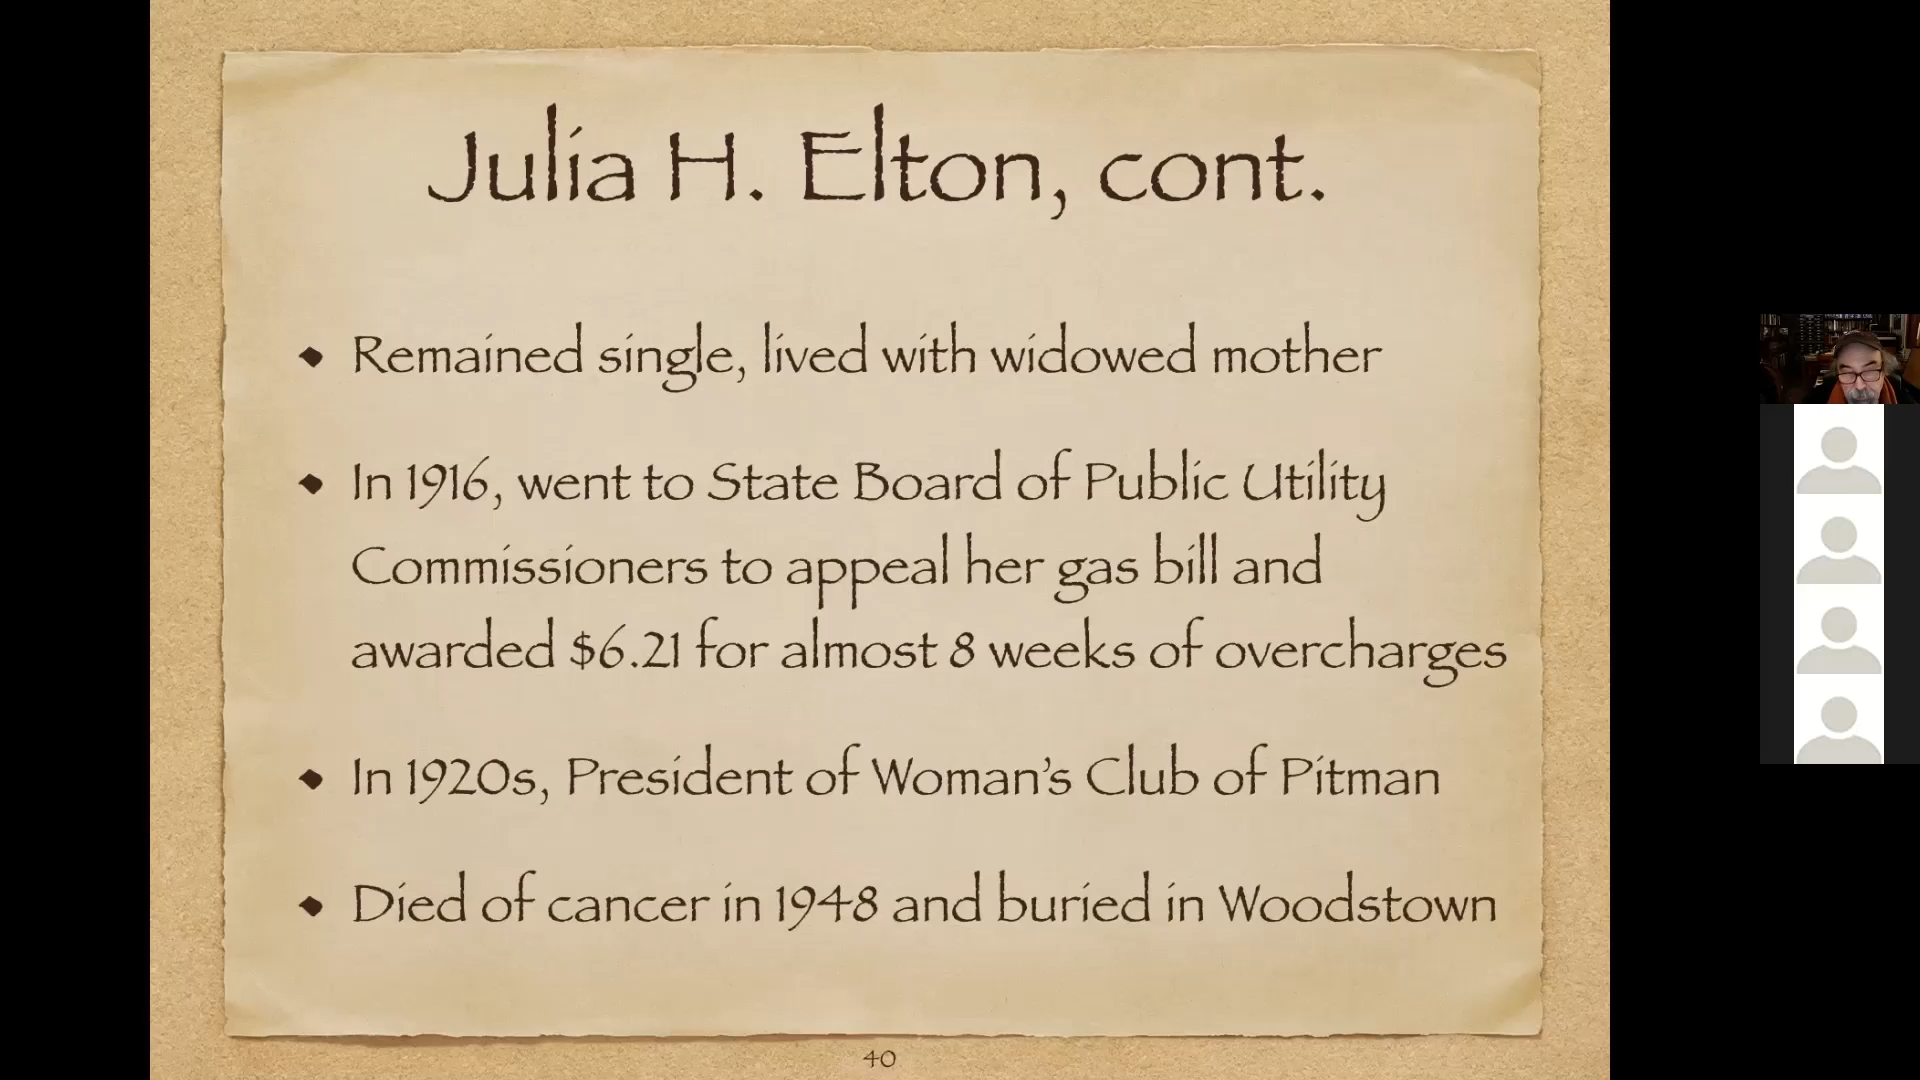 Julia H. Elton, cont.
• Remained single, lived with widowed mother
• In 1916, went to State Board of Public Utility
Commissioners to appeal her gas bill and
awarded $6.21 for almost 8 weeks of overcharges
• In 1920s, President of Woman's Club of Pitman
• Died of cancer in 1948 and buried in Woodstown
40